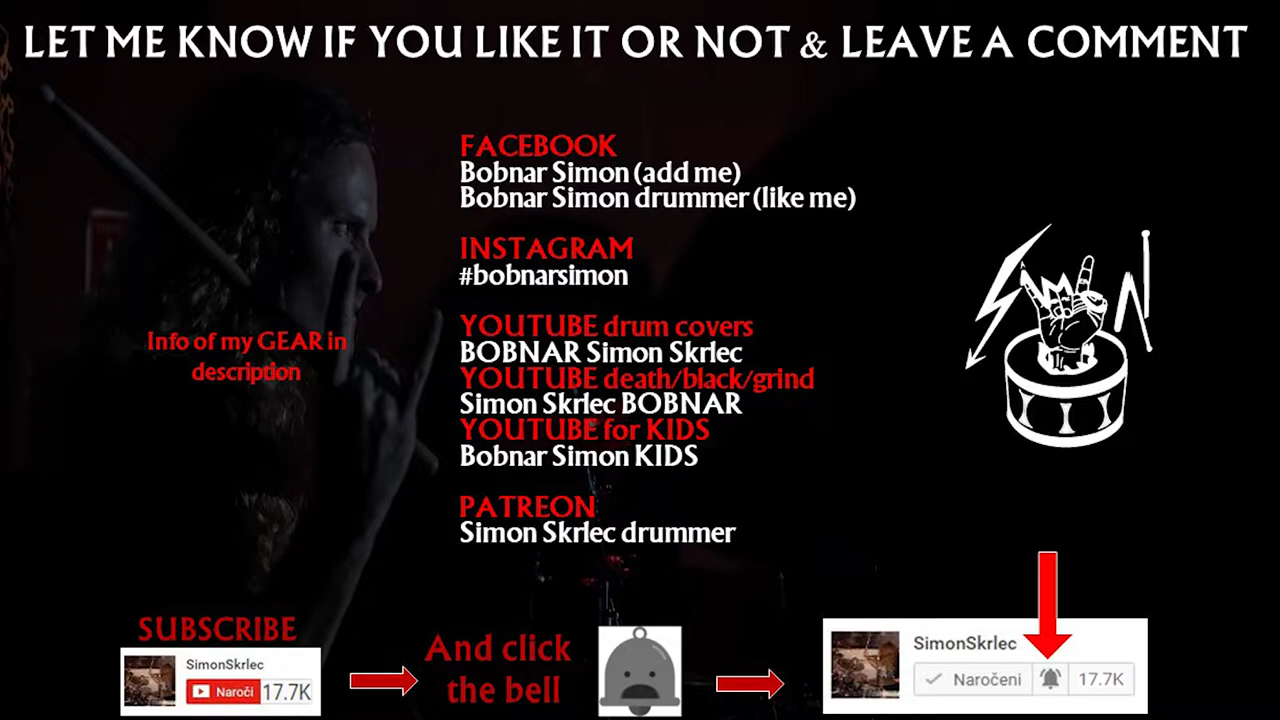 LET ME KNOW IF YOU LIKE IT OR NOT & LEAVE A COMMENT
FACEBOOK
Bobnar Simon (add me)
Bobnar Simon drummer (like me)
INSTAGRAM
#bobnarsimon
YOUTUBE drum covers
BOBNAR Simon Skrlec
YOUTUBE death/black/grind
Simon Skrlec BOBNAR
YOUTUBE for KIDS
Bobnar Simon KIDS
PATREON
Simon Skrlec drummer
Info of my GEAR in
description
SIMON
SUBSCRIBE
SimonSkrlec
Naroči 17.7K
And click
the bell
SimonSkrlec
Naročeni 17.7K